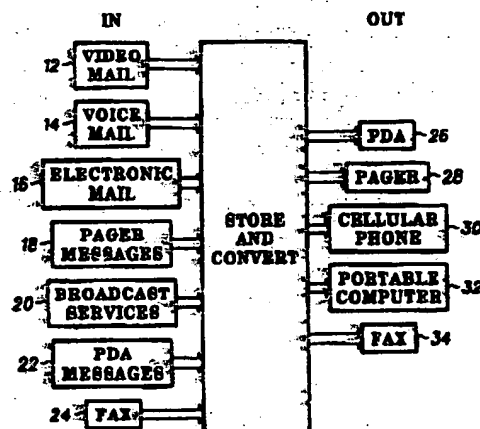 IN
OUT
12 VIDEO
MAIL
14 VOICE
MAIL
16 ELECTRONIC
MAIL
18 PAGER
MESSAGES
20 BROADCAST
SERVICES
22 PDA
MESSAGES
24 FAX
STORE
AND
CONVERT
PDA 26
PAGER 28
CELLULAR
PHONE 30
PORTABLE
COMPUTER 32
FAX 34